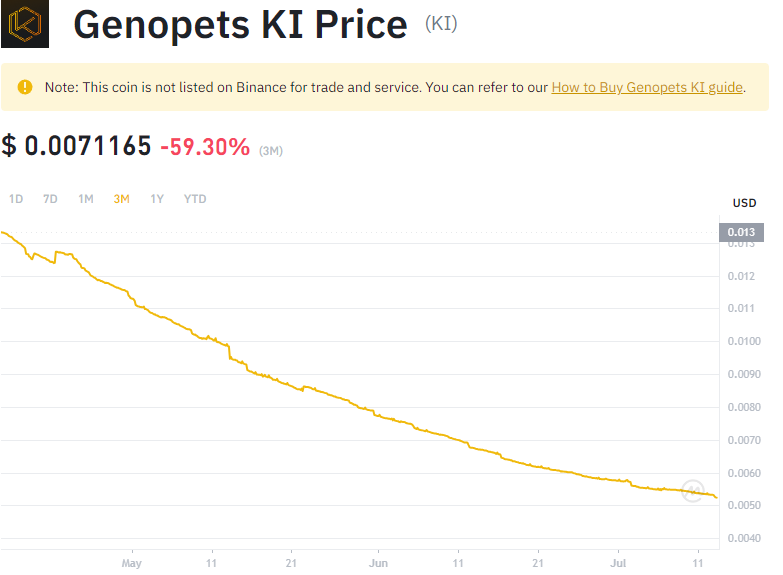 Genopets KI Price (KI)
Note: This coin is not listed on Binance for trade and service. You can refer to our How to Buy Genopets KI guide.
$ 0.0071165 -59.30% (3M)
1D 7D 1M 3M 1Y YTD
USD
0.013
0.013
0.012
0.011
0.0100
0.0090
0.0080
0.0070
0.0060
0.0050
0.0040
May 11 21 Jun 11 21 Jul 11